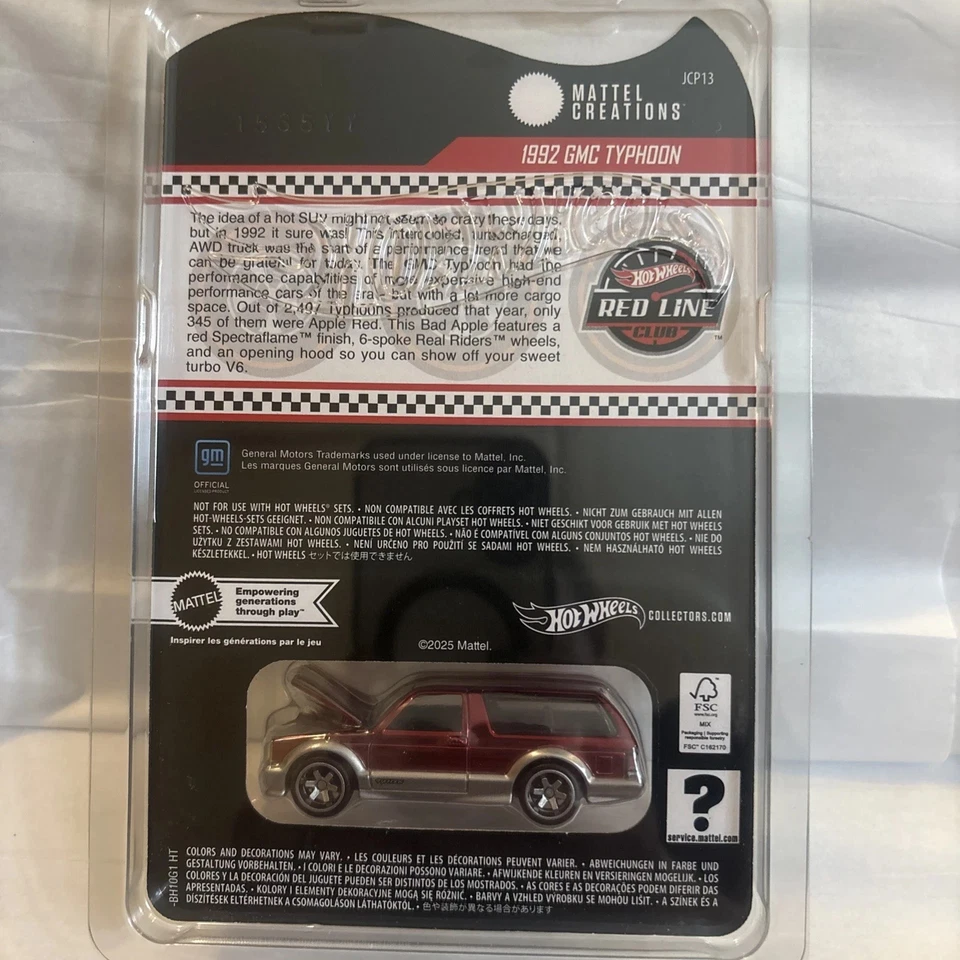 JCP13
MATTEL
CREATIONS™
1992 GMC TYPHOON
The idea of a hot SUV might not seem so crazy these days,
but in 1992 it sure was! This intercooled, turbocharged,
AWD truck was the start of a performance trend that we
can be grateful for today. The GMC Typhoon had the
performance capabilities of more expensive high-end
performance cars of the era – but with a lot more cargo
space. Out of 2,497 Typhoons produced that year, only
345 of them were Apple Red. This Bad Apple features a
red Spectraflame™ finish, 6-spoke Real Riders™ wheels,
and an opening hood so you can show off your sweet
turbo V6.
HOT WHEELS
RED LINE
CLUB™
gm
OFFICIAL
LICENSED PRODUCT
General Motors Trademarks used under license to Mattel, Inc.
Les marques General Motors sont utilisés sous licence par Mattel, Inc.
NOT FOR USE WITH HOT WHEELS® SETS. • NON COMPATIBLE AVEC LES COFFRETS HOT WHEELS. • NICHT ZUM GEBRAUCH MIT ALLEN
HOT-WHEELS-SETS GEEIGNET. • NON COMPATIBILE CON ALCUNI PLAYSET HOT WHEELS. • NIET GESCHIKT VOOR GEBRUIK MET HOT WHEELS
SETS. • NO COMPATIBLE CON ALGUNOS JUGUETES DE HOT WHEELS. • NÃO É COMPATÍVEL COM ALGUNS CONJUNTOS HOT WHEELS. • NIE DO
UŻYTKU Z ZESTAWAMI HOT WHEELS. • NENÍ URČENO PRO POUŽITÍ SE SADAMI HOT WHEELS. • NEM HASZNÁLHATÓ HOT WHEELS
KÉSZLETEKKEL. • HOT WHEELS セットでは使用できません
MATTEL
Empowering
generations
through play™
Inspirer les générations par le jeu
HOT WHEELS COLLECTORS.COM
©2025 Mattel.
FSC
www.fsc.org
MIX
Packaging | Supporting
responsible forestry
FSC® C162170
?
service.mattel.com
-BH10G1 HT
COLORS AND DECORATIONS MAY VARY. • LES COULEURS ET LES DÉCORATIONS PEUVENT VARIER. • ABWEICHUNGEN IN FARBE UND
GESTALTUNG VORBEHALTEN. • I COLORI E LE DECORAZIONI POSSONO VARIARE. • AFWIJKENDE KLEUREN EN VERSIERINGEN MOGELIJK. • LOS
COLORES Y LA DECORACIÓN DEL JUGUETE PUEDEN SER DISTINTOS DE LOS MOSTRADOS. • AS CORES E AS DECORAÇÕES PODEM DIFERIR DAS
APRESENTADAS. • KOLORY I ELEMENTY DEKORACYJNE MOGĄ SIĘ RÓŻNIĆ. • BARVY A VZHLED VÝROBKU SE MOHOU LIŠIT. • A SZÍNEK ÉS A
DÍSZÍTÉSEK ELTÉRHETNEK A CSOMAGOLÁSON LÁTHATÓKTÓL. • 色や装飾が異なる場合があります